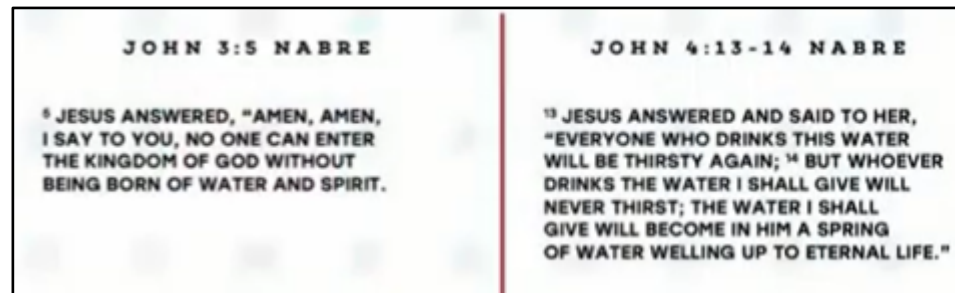 JOHN 3:5 NABRE
⁵ JESUS ANSWERED, "AMEN, AMEN,
I SAY TO YOU, NO ONE CAN ENTER
THE KINGDOM OF GOD WITHOUT
BEING BORN OF WATER AND SPIRIT.
JOHN 4:13-14 NABRE
¹³ JESUS ANSWERED AND SAID TO HER,
"EVERYONE WHO DRINKS THIS WATER
WILL BE THIRSTY AGAIN; ¹⁴ BUT WHOEVER
DRINKS THE WATER I SHALL GIVE WILL
NEVER THIRST; THE WATER I SHALL
GIVE WILL BECOME IN HIM A SPRING
OF WATER WELLING UP TO ETERNAL LIFE."